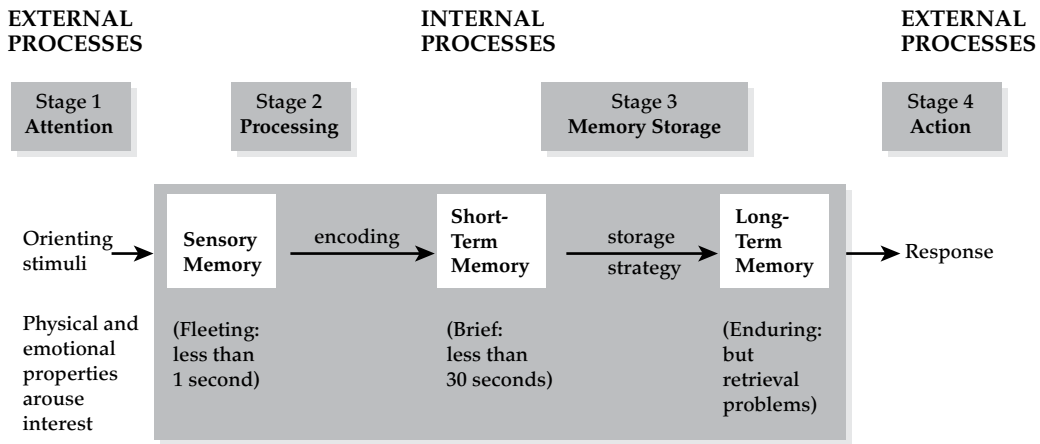 EXTERNAL
PROCESSES
INTERNAL
PROCESSES
EXTERNAL
PROCESSES
Stage 1
Attention
Stage 2
Processing
Stage 3
Memory Storage
Stage 4
Action
Orienting
stimuli
Sensory
Memory
encoding
Short-
Term
Memory
storage
strategy
Long-
Term
Memory
Response
Physical and
emotional
properties
arouse
interest
(Fleeting:
less than
1 second)
(Brief:
less than
30 seconds)
(Enduring:
but
retrieval
problems)